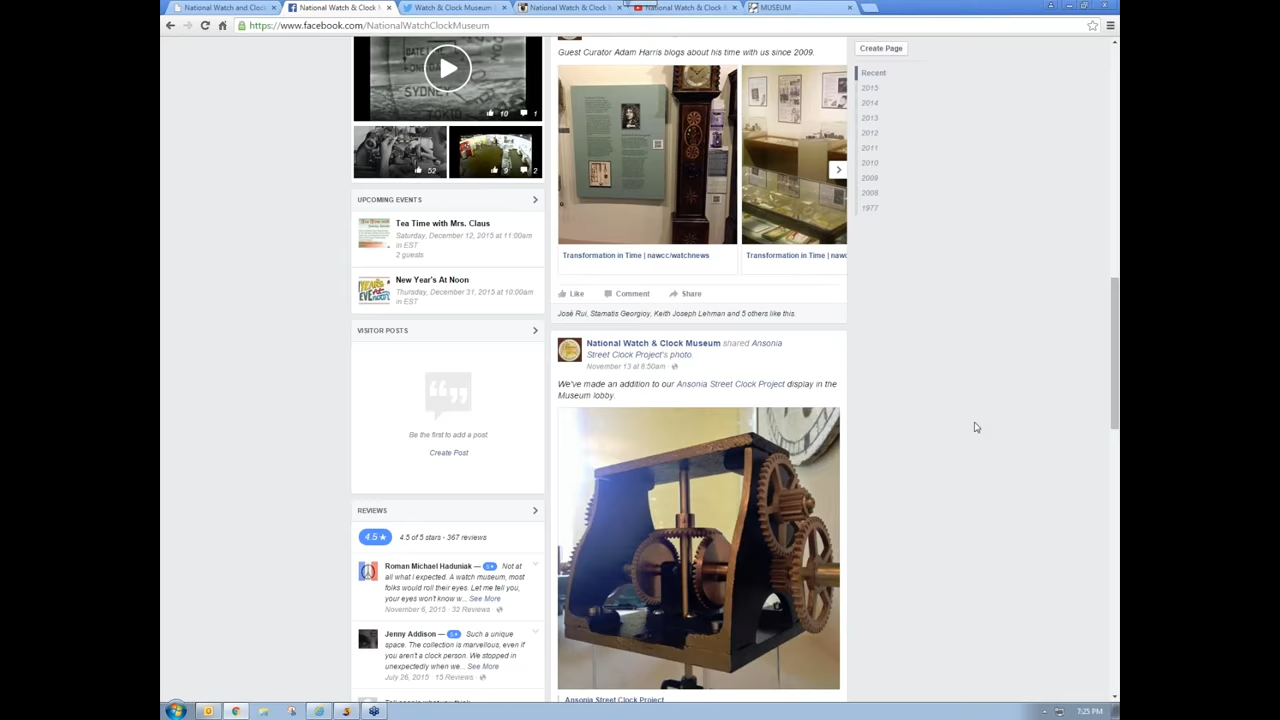 National Watch and Clock
National Watch & Clock M
Watch & Clock Museum
National Watch & Clock M
National Watch & Clock M
MUSEUM
https://www.facebook.com/NationalWatchClockMuseum
DATE
SYDNEY
TOKIO
10
1
52
9
2
UPCOMING EVENTS
Tea Time with Mrs. Claus
Saturday, December 12, 2015 at 11:00am
in EST
2 guests
New Year's At Noon
Thursday, December 31, 2015 at 10:00am
in EST
VISITOR POSTS
Be the first to add a post
Create Post
REVIEWS
4.5 ★
4.5 of 5 stars · 367 reviews
Roman Michael Haduniak — 5★ Not at
all what I expected. A watch museum, most
folks would roll their eyes. Let me tell you,
your eyes won't know w... See More
November 6, 2015 · 32 Reviews ·
Jenny Addison — Such a unique
space. The collection is marvellous, even if
you aren't a clock person. We stopped in
unexpectedly when we... See More
July 26, 2015 · 15 Reviews ·
Guest Curator Adam Harris blogs about his time with us since 2009.
Transformation in Time | nawcc/watchnews
Transformation in Time | nawc
Like Comment Share
José Rui, Stamatis Georgioy, Keith Joseph Lehman and 5 others like this.
National Watch & Clock Museum shared Ansonia
Street Clock Project's photo
November 13 at 8:50am ·
We've made an addition to our Ansonia Street Clock Project display in the
Museum lobby.
Ansonia Street Clock Project
Create Page
Recent
2015
2014
2013
2012
2011
2010
2009
2008
1977
7:25 PM